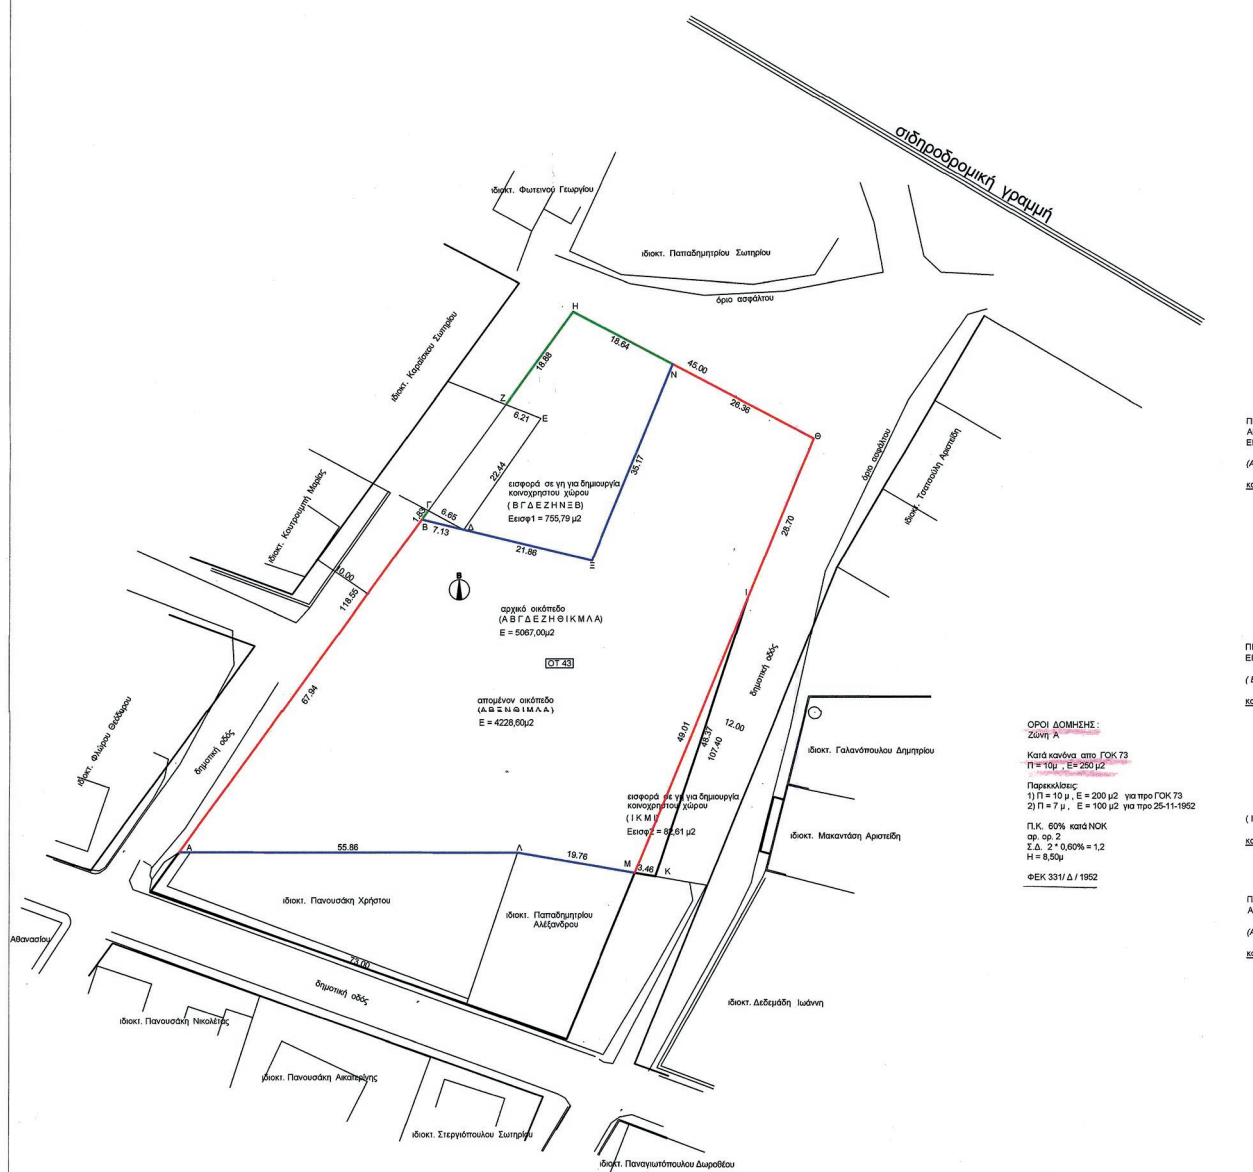 σιδηροδρομική γραμμή
ιδιοκτ. Φωτεινού Γεωργίου
ιδιοκτ. Παπαδημητρίου Σωτηρίου
όριο ασφάλτου
Η
ιδιοκτ. Καραΐσκου Σωτηρίου
18.88
18.64
45.00
Ν
26.36
Θ
Ζ
6.21
Ε
22.44
35.17
όριο ασφάλτου
ιδιοκτ. Τσατσούλη Αριστείδη
ιδιοκτ. Κουτρουμπή Μαρίας
εισφορά σε γη για δημιουργία
κοινοχρηστου χώρου
( Β Γ Δ Ε Ζ Η Ν Ξ Β )
Εεισφ1 = 755,79 μ2
Γ
1.83
6.65
Β
7.13
Δ
21.86
Ξ
28.70
10.00
118.55
Β
Ι
αρχικό οικόπεδο
(Α Β Γ Δ Ε Ζ Η Θ Ι Κ Μ Λ Α)
Ε = 5067,00μ2
ΟΤ 43
δημοτική οδός
67.94
απομένον οικόπεδο
(Α Β Ξ Ν Θ Ι Μ Λ Α)
Ε = 4228,60μ2
ιδιοκτ. Φλώρου Θεόδωρου
δημοτική οδός
49.01
48.37
107.40
12.00
ιδιοκτ. Γαλανόπουλου Δημητρίου
εισφορά σε γη για δημιουργία
κοινοχρηστου χώρου
( Ι Κ Μ Ι )
Εεισφ2 = 82,61 μ2
ιδιοκτ. Μακαντάση Αριστείδη
Α
55.86
Λ
19.76
Μ
3.46
Κ
ιδιοκτ. Πανουσάκη Χρήστου
ιδιοκτ. Παπαδημητρίου
Αλέξανδρου
73.00
δημοτική οδός
Αθανασίου
ιδιοκτ. Δεδεμάδη Ιωάννη
ιδιοκτ. Πανουσάκη Νικολέτας
ιδιοκτ. Πανουσάκη Αικατερίνης
ιδιοκτ. Στεργιόπουλου Σωτηρίου
ιδιοκτ. Παναγιωτόπουλου Δωροθέου
ΟΡΟΙ ΔΟΜΗΣΗΣ :
Ζώνη Α
Κατά κανόνα απο ΓΟΚ 73
Π = 10μ , Ε= 250 μ2
Παρεκκλίσεις:
1) Π = 10 μ , Ε = 200 μ2 για προ ΓΟΚ 73
2) Π = 7 μ , Ε = 100 μ2 για προ 25-11-1952
Π.Κ. 60% κατά ΝΟΚ
αρ. ορ. 2
Σ.Δ. 2 * 0,60% = 1,2
Η = 8,50μ
ΦΕΚ 331/ Δ / 1952